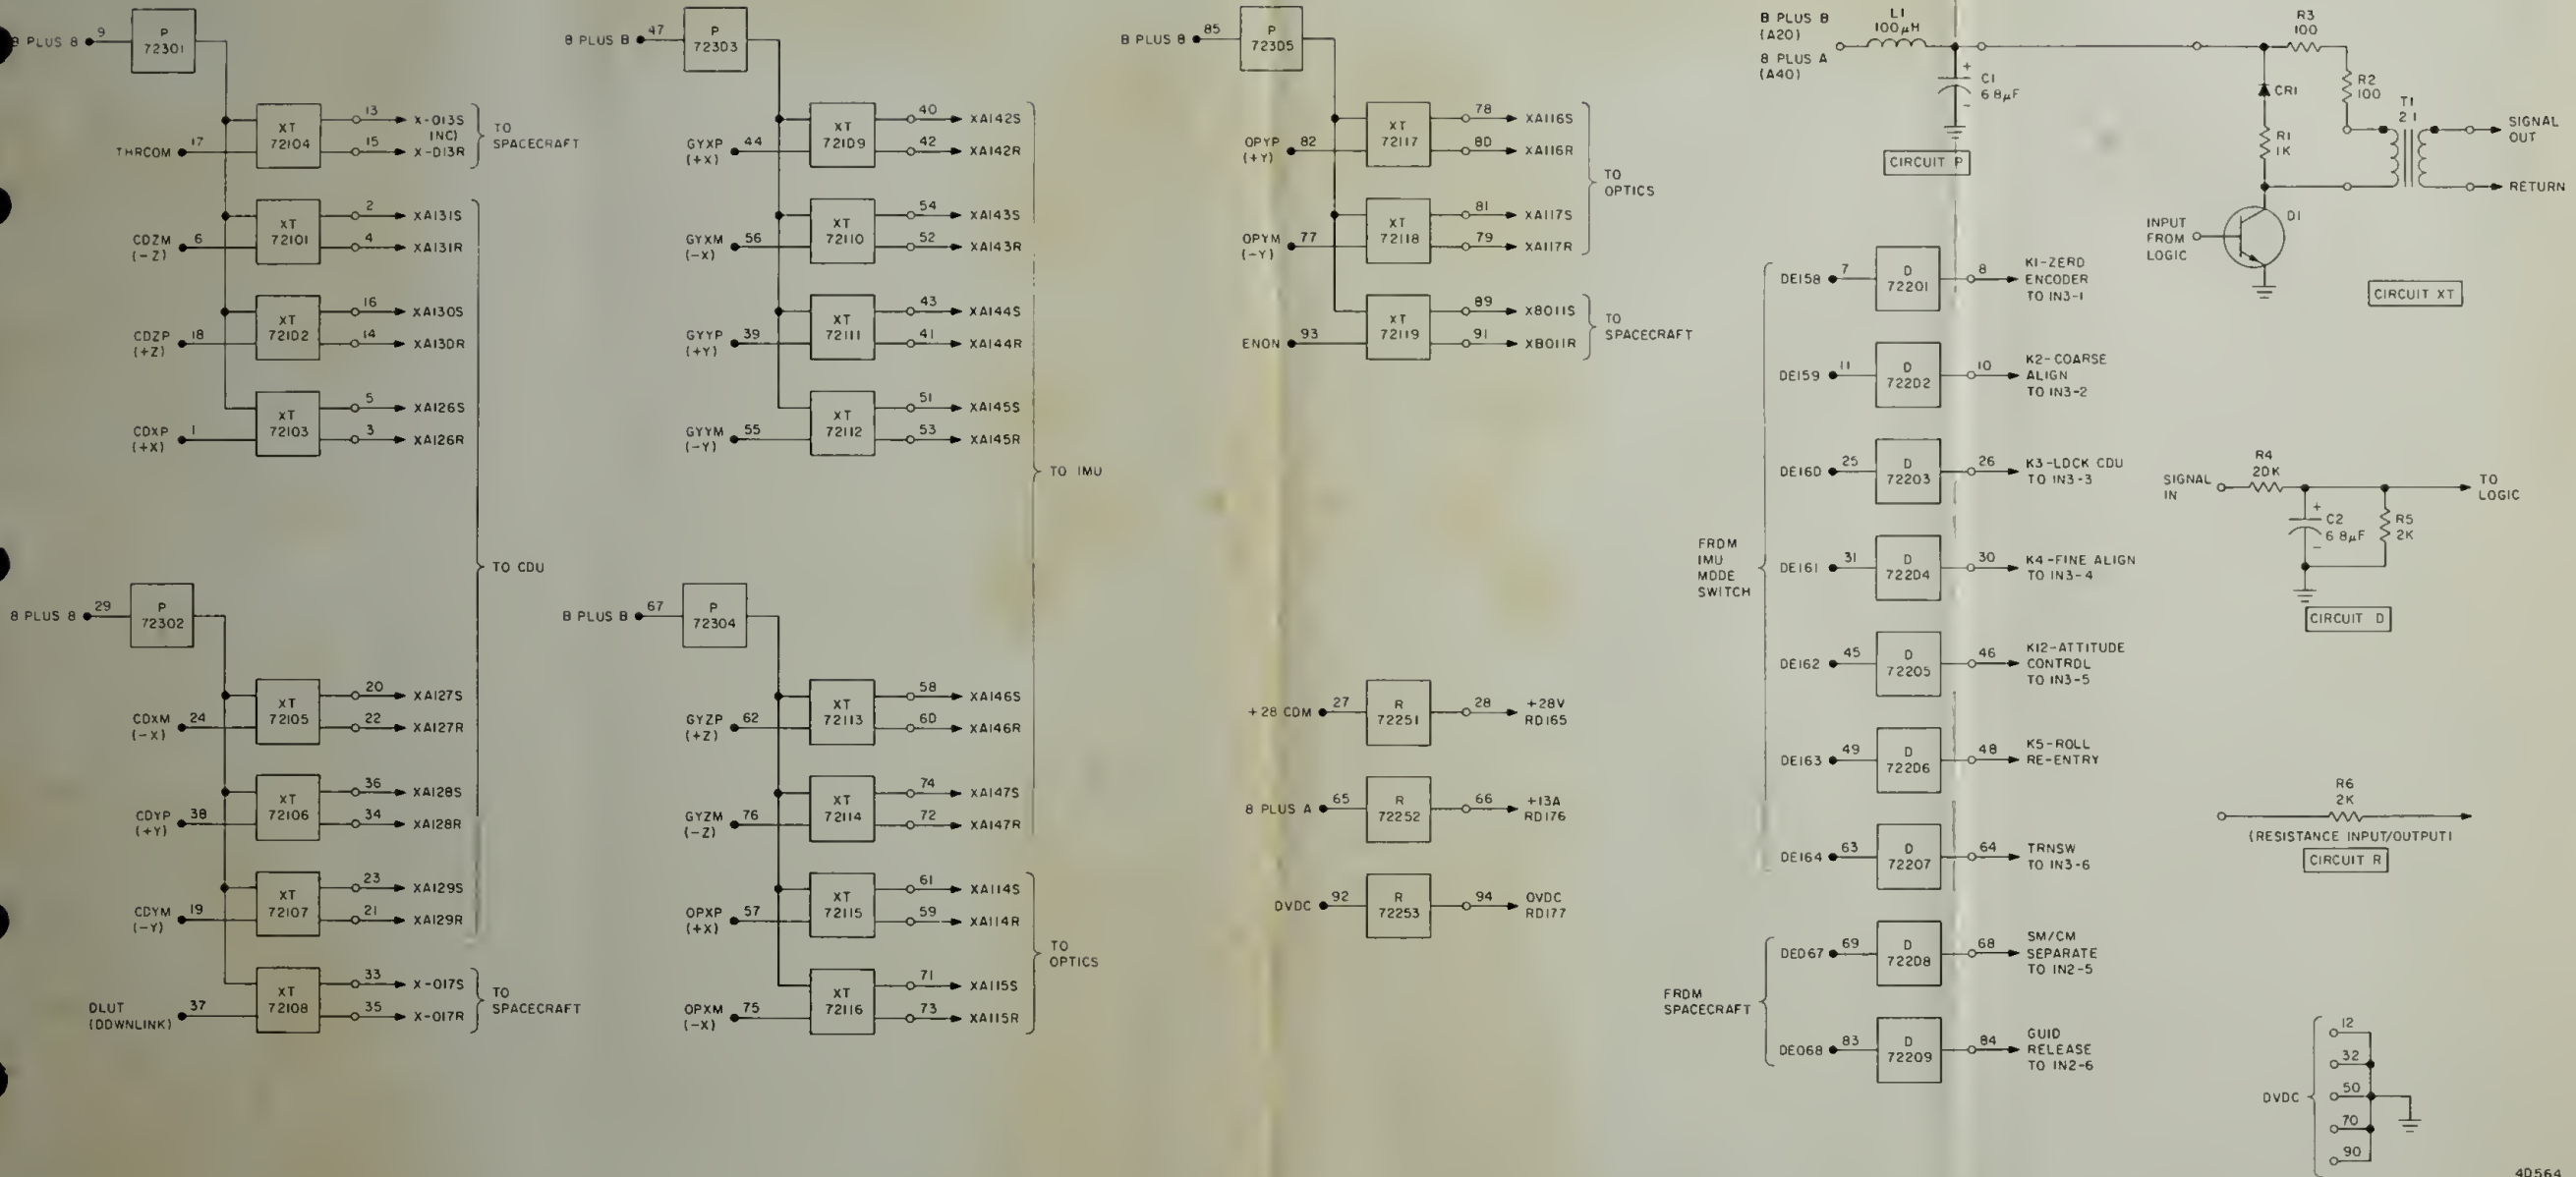 B PLUS B
9
P
72301
13
X-013S
(NC)
15
X-013R
THRCOM
17
XT
72104
TO
SPACECRAFT
CDZM
(-Z)
6
XT
72101
2
XA131S
4
XA131R
CDZP
(+Z)
18
XT
72102
16
XA130S
14
XA130R
CDXP
(+X)
1
XT
72103
5
XA126S
3
XA126R
TO CDU
B PLUS B
29
P
72302
CDXM
(-X)
24
XT
72105
20
XA127S
22
XA127R
CDYP
(+Y)
38
XT
72106
36
XA128S
34
XA128R
CDYM
(-Y)
19
XT
72107
23
XA129S
21
XA129R
DLUT
(DOWNLINK)
37
XT
72108
33
X-017S
35
X-017R
TO
SPACECRAFT
B PLUS B
47
P
72303
GYXP
(+X)
44
XT
72109
40
XA142S
42
XA142R
GYXM
(-X)
56
XT
72110
54
XA143S
52
XA143R
GYYP
(+Y)
39
XT
72111
43
XA144S
41
XA144R
GYYM
(-Y)
55
XT
72112
51
XA145S
53
XA145R
TO IMU
B PLUS B
67
P
72304
GYZP
(+Z)
62
XT
72113
58
XA146S
60
XA146R
GYZM
(-Z)
76
XT
72114
74
XA147S
72
XA147R
OPXP
(+X)
57
XT
72115
61
XA114S
59
XA114R
OPXM
(-X)
75
XT
72116
71
XA115S
73
XA115R
TO
OPTICS
B PLUS B
85
P
72305
OPYP
(+Y)
82
XT
72117
78
XA116S
80
XA116R
OPYM
(-Y)
77
XT
72118
81
XA117S
79
XA117R
TO
OPTICS
ENON
93
XT
72119
89
XB011S
91
XB011R
TO
SPACECRAFT
+28 COM
27
R
72251
28
+28V
RD165
B PLUS A
65
R
72252
66
+13A
RD176
0VDC
92
R
72253
94
0VDC
RD177
B PLUS B
(A20)
B PLUS A
(A40)
L1
100µH
+
C1
6 8µF
-
CIRCUIT P
R3
100
R2
100
CR1
R1
1K
T1
2 1
SIGNAL
OUT
RETURN
INPUT
FROM
LOGIC
Q1
CIRCUIT XT
FROM
IMU
MODE
SWITCH
DE158
7
D
72201
8
K1-ZERO
ENCODER
TO IN3-1
DE159
11
D
72202
10
K2-COARSE
ALIGN
TO IN3-2
DE160
25
D
72203
26
K3-LOCK CDU
TO IN3-3
DE161
31
D
72204
30
K4-FINE ALIGN
TO IN3-4
DE162
45
D
72205
46
K12-ATTITUDE
CONTROL
TO IN3-5
DE163
49
D
72206
48
K5-ROLL
RE-ENTRY
DE164
63
D
72207
64
TRNSW
TO IN3-6
FROM
SPACECRAFT
DE067
69
D
72208
68
SM/CM
SEPARATE
TO IN2-5
DE068
83
D
72209
84
GUID
RELEASE
TO IN2-6
SIGNAL
IN
R4
20K
+
C2
6 8µF
-
R5
2K
TO
LOGIC
CIRCUIT D
R6
2K
(RESISTANCE INPUT/OUTPUT)
CIRCUIT R
0VDC
12
32
50
70
90
40564